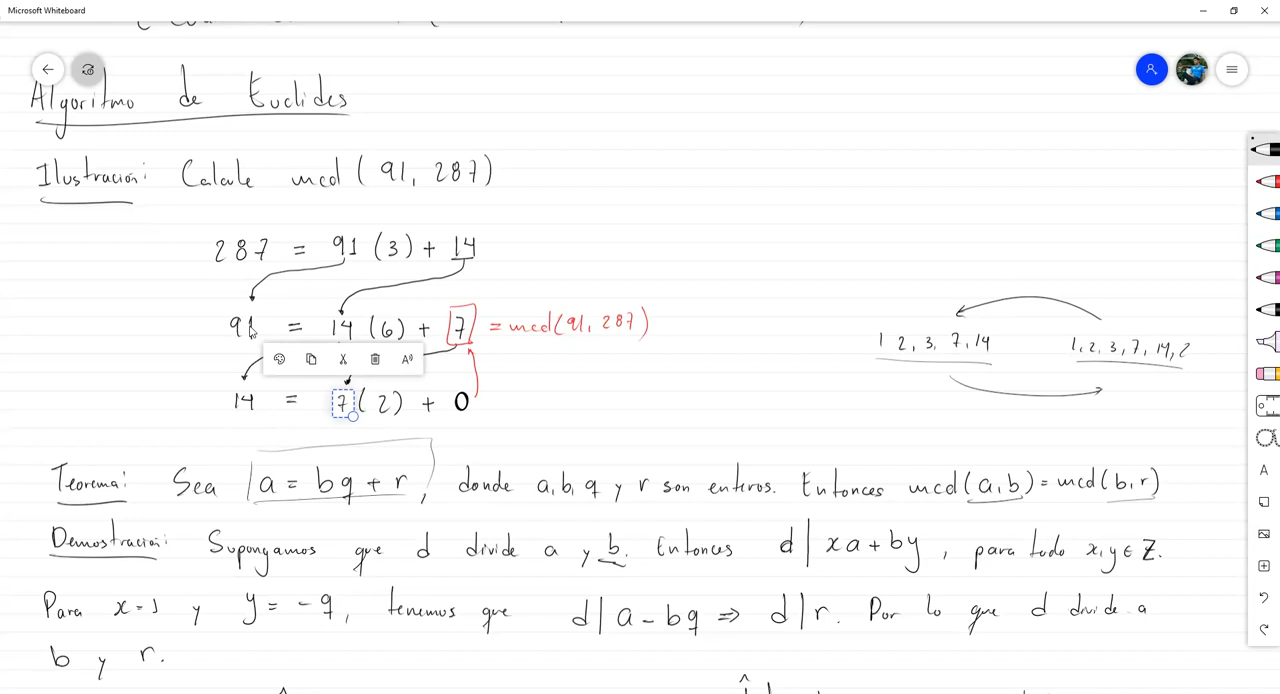 Microsoft Whiteboard
Algoritmo de Euclides
Ilustración: Calcule mcd (91, 287)
287 = 91 (3) + 14
91 = 14 (6) + 7 = mcd(91, 287)
1 2, 3, 7, 14
1, 2, 3, 7, 14, 2
14 = 7 ( 2) + 0
Teorema: Sea a = bq + r, donde a, b, q y r son enteros. Entonces mcd(a,b) = mcd(b,r)
Demostración: Supongamos que d divide a y b. Entonces d | xa + by, para todo x,y ∈ Z.
Para x = 1 y y = -q, tenemos que d | a - bq ⇒ d | r. Por lo que d divide a
b y r.